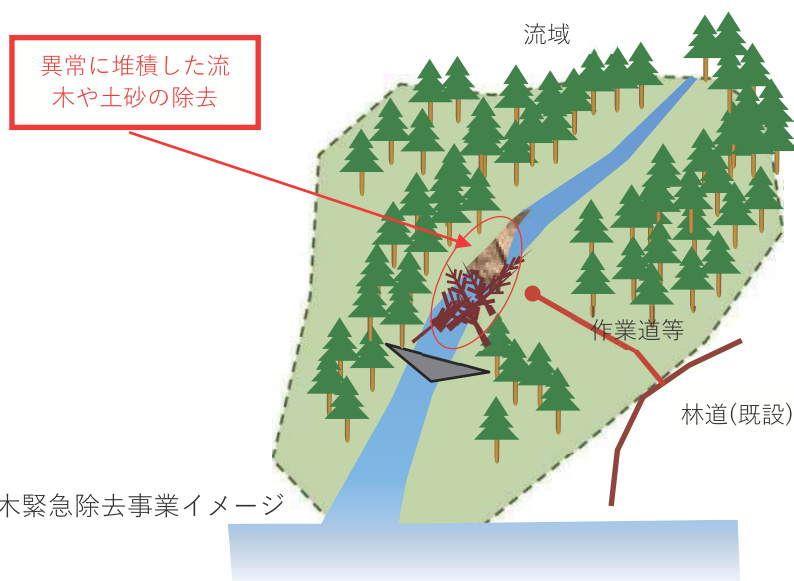 流域
異常に堆積した流
木や土砂の除去
作業道等
林道(既設)
木緊急除去事業イメージ